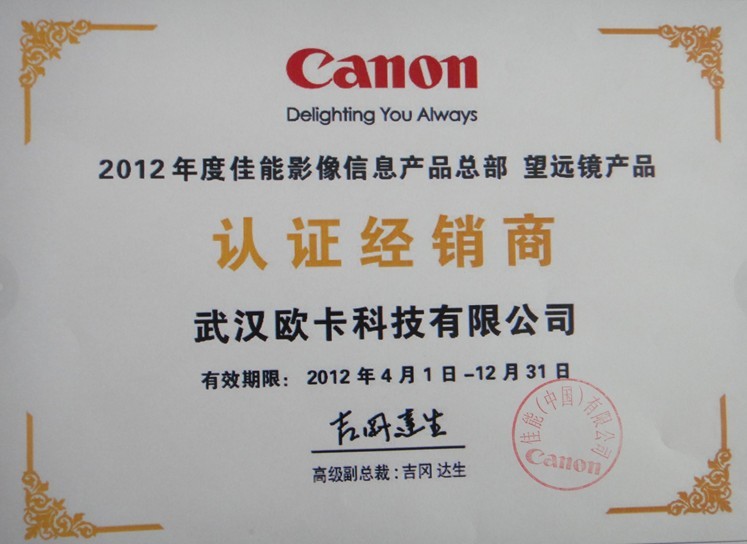 Canon
Delighting You Always
2012年度佳能影像信息产品总部 望远镜产品
认证经销商
武汉欧卡科技有限公司
有效期限：2012年4月1日-12月31日
吉冈达生
高级副总裁：吉冈 达生
佳能（中国）有限公司
Canon